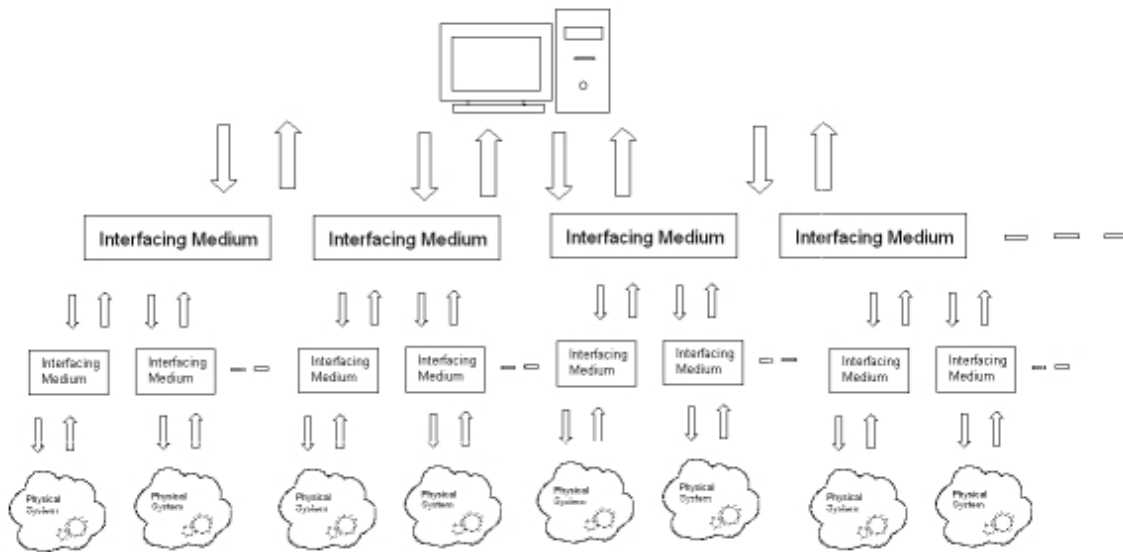 Interfacing Medium
Interfacing Medium
Interfacing Medium
Interfacing Medium
Interfacing
Medium
Interfacing
Medium
Interfacing
Medium
Interfacing
Medium
Interfacing
Medium
Interfacing
Medium
Interfacing
Medium
Interfacing
Medium
Physical
System
Physical
System
Physical
System
Physical
System
Physical
System
Physical
System
Physical
System
Physical
System